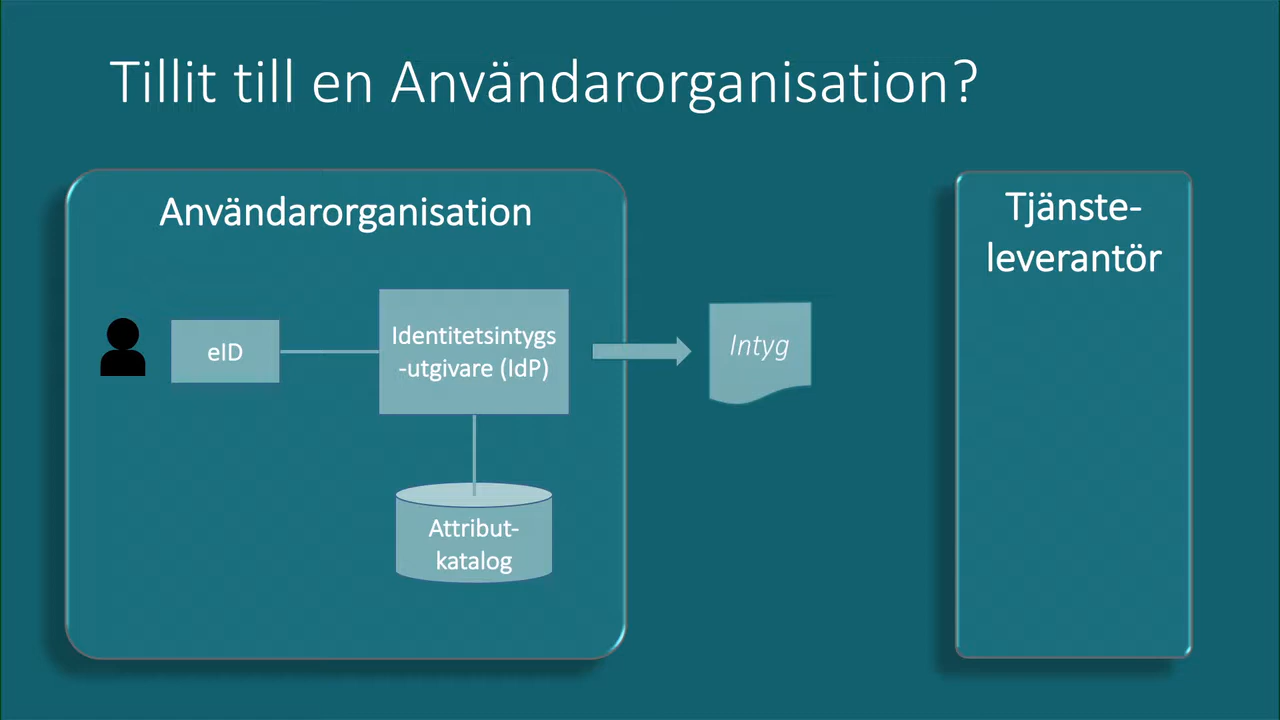 Tillit till en Användarorganisation?
Användarorganisation
Tjänste-
leverantör
eID
Identitetsintygs
-utgivare (IdP)
Intyg
Attribut-
katalog